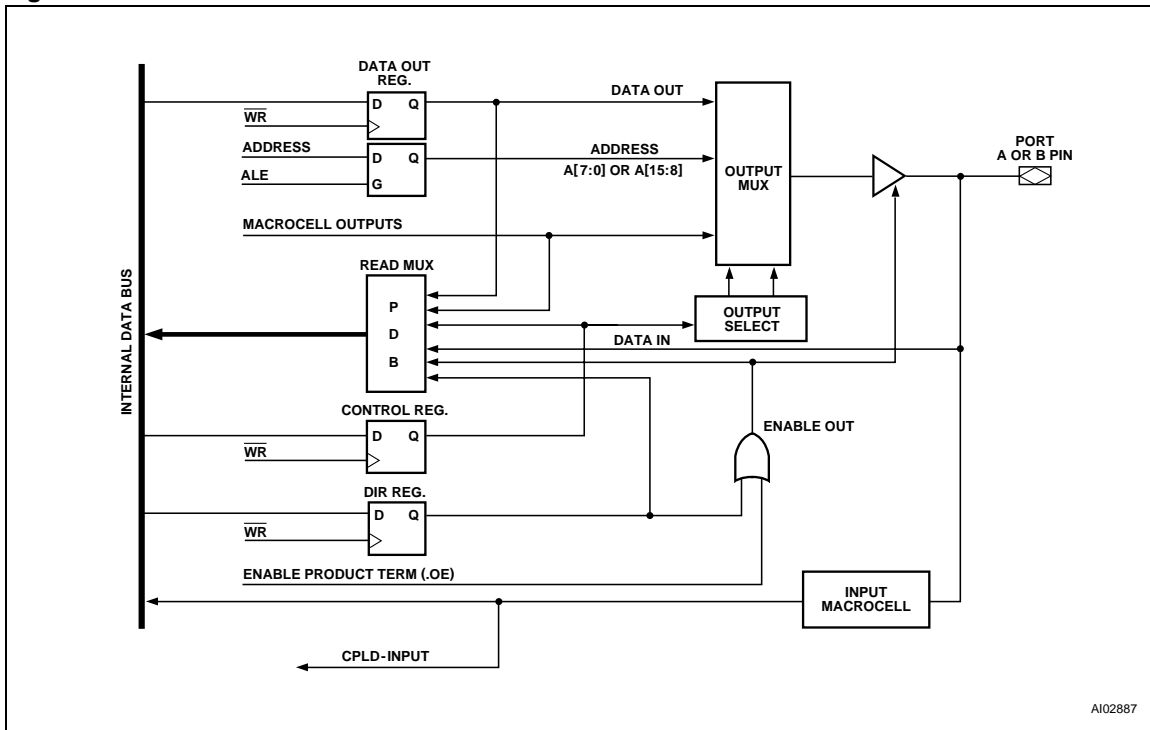 DATA OUT
REG.
D Q
WR
DATA OUT
ADDRESS
D Q
ALE
G
ADDRESS
A[7:0] OR A[15:8]
OUTPUT
MUX
PORT
A OR B PIN
MACROCELL OUTPUTS
READ MUX
P
D
B
OUTPUT
SELECT
DATA IN
INTERNAL DATA BUS
CONTROL REG.
D Q
WR
ENABLE OUT
DIR REG.
D Q
WR
ENABLE PRODUCT TERM (.OE)
INPUT
MACROCELL
CPLD-INPUT
AI02887